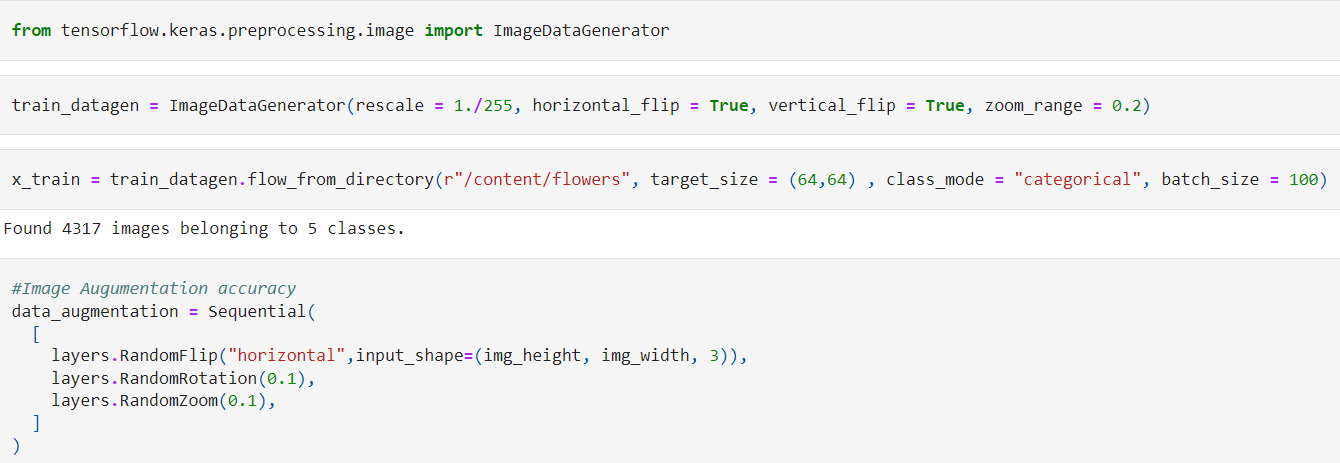 from tensorflow.keras.preprocessing.image import ImageDataGenerator
train_datagen = ImageDataGenerator(rescale = 1./255, horizontal_flip = True, vertical_flip = True, zoom_range = 0.2)
x_train = train_datagen.flow_from_directory(r"/content/flowers", target_size = (64,64) , class_mode = "categorical", batch_size = 100)
Found 4317 images belonging to 5 classes.
#Image Augumentation accuracy
data_augmentation = Sequential(
  [
    layers.RandomFlip("horizontal",input_shape=(img_height, img_width, 3)),
    layers.RandomRotation(0.1),
    layers.RandomZoom(0.1),
  ]
)